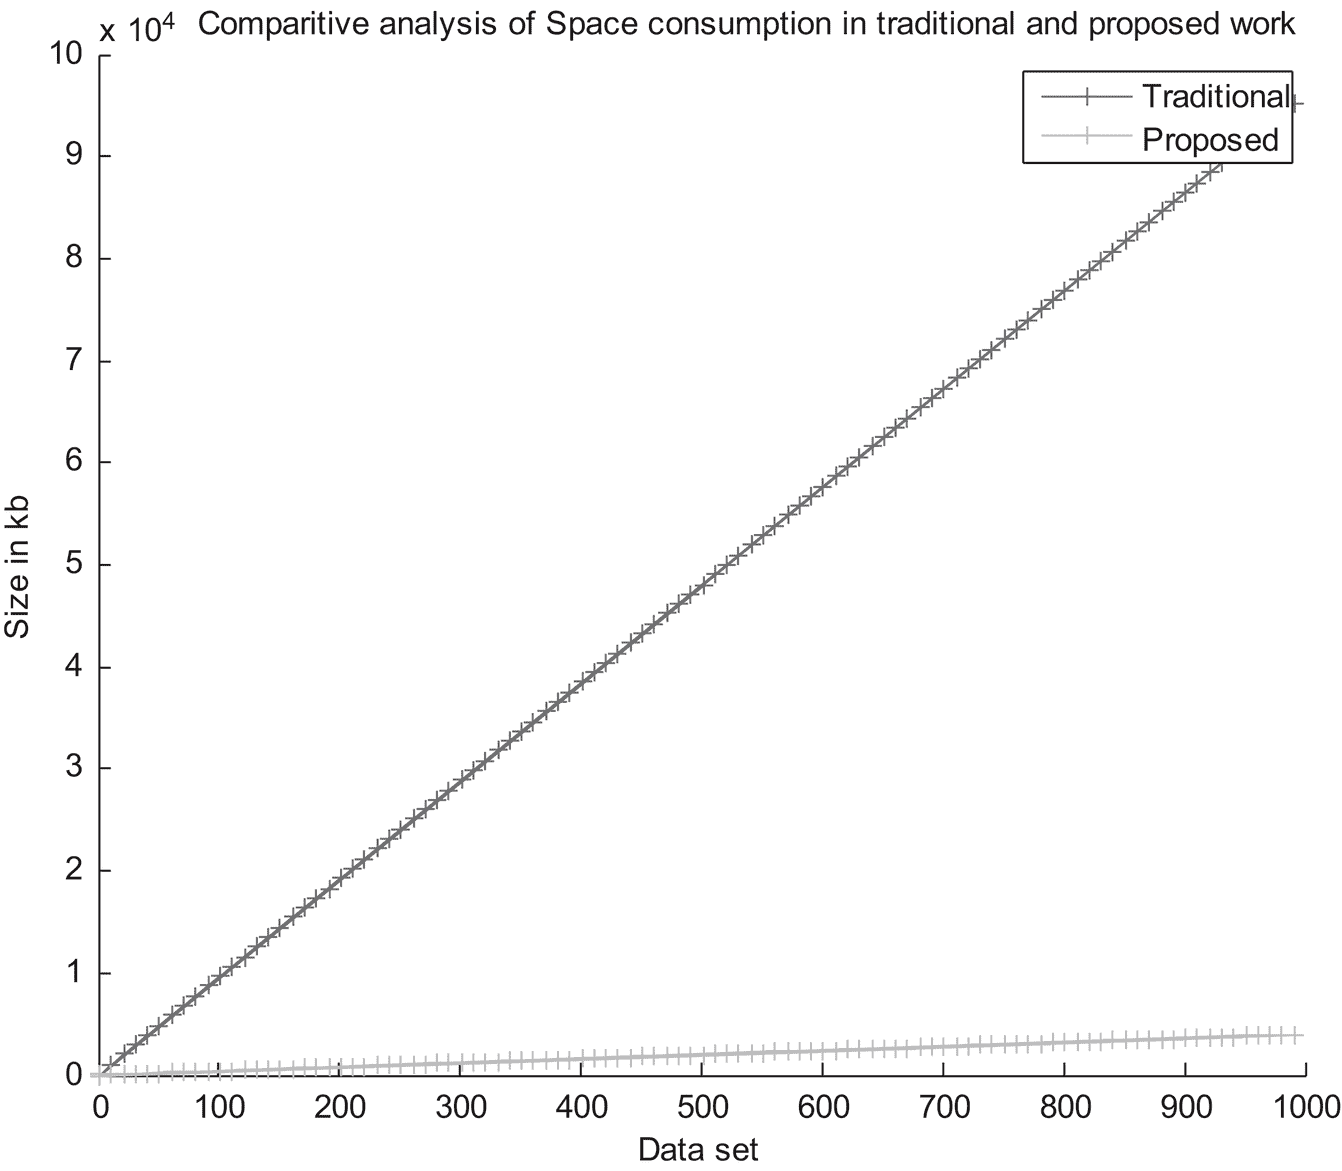 x 10⁴ Comparitive analysis of Space consumption in traditional and proposed work
10
9
8
7
6
5
4
3
2
1
0
Size in kb
Traditional
Proposed
0 100 200 300 400 500 600 700 800 900 1000
Data set